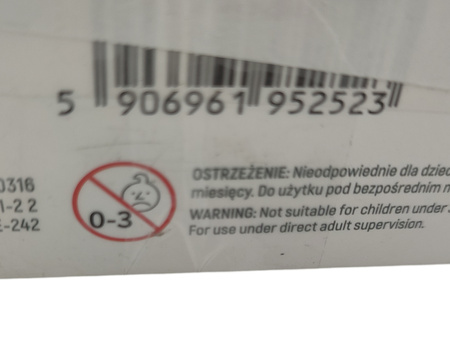 5 906961 952523
0316
1-2 2
E-242
0-3
OSTRZEŻENIE: Nieodpowiednie dla
miesięcy. Do użytku pod bezpośrednim
WARNING: Not suitable for children under
For use under direct adult supervision.